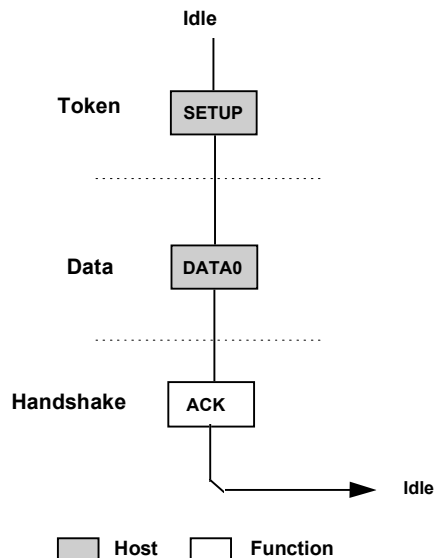 Idle
Token
SETUP
Data
DATA0
Handshake
ACK
Idle
Host
Function